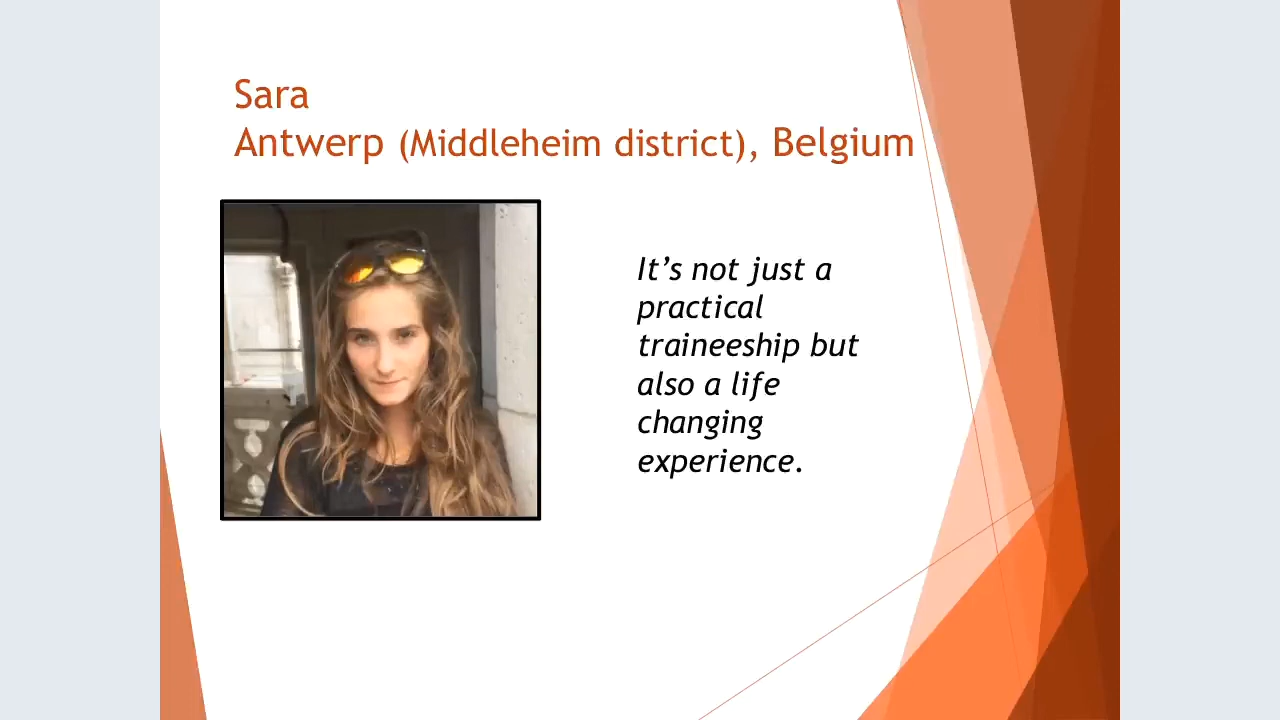 Sara
Antwerp (Middleheim district), Belgium
It’s not just a
practical
traineeship but
also a life
changing
experience.